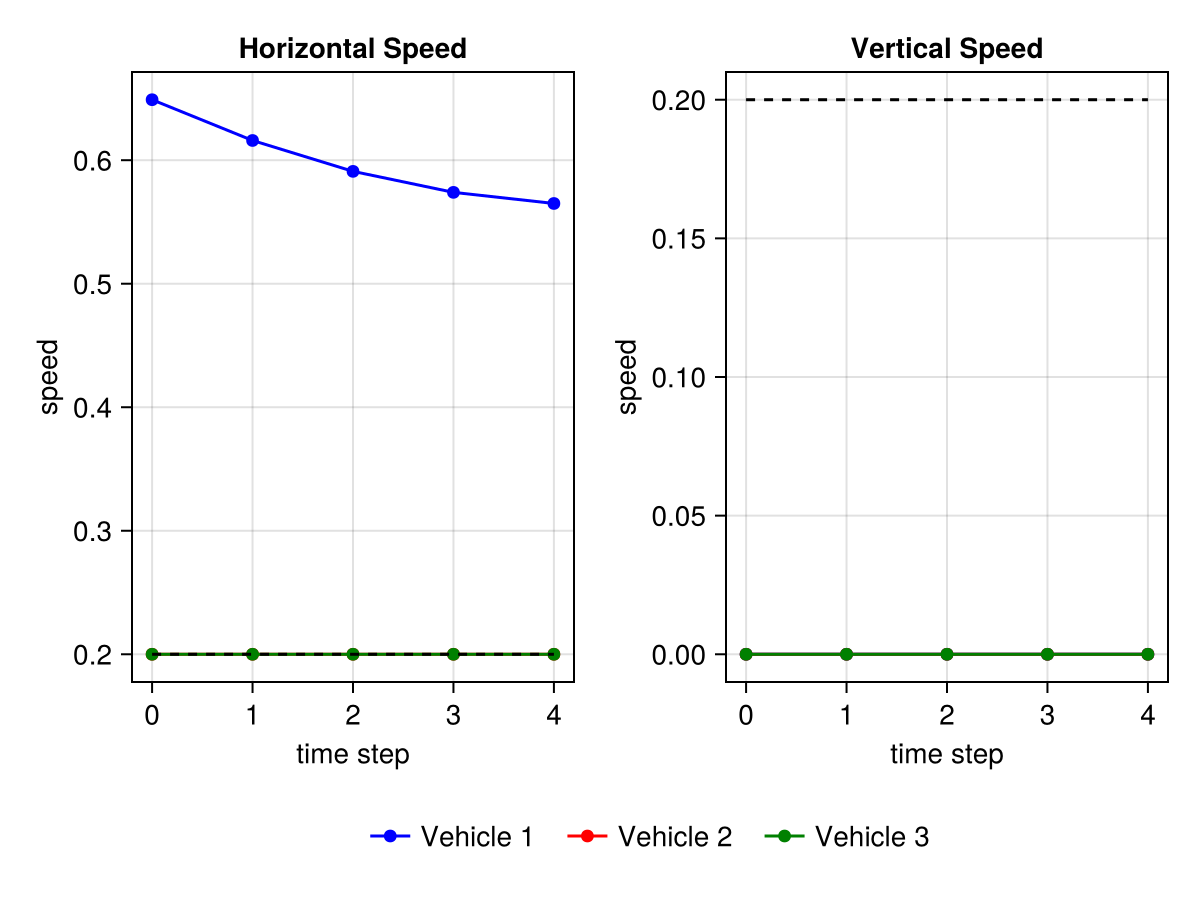 Horizontal Speed
speed
0.6
0.5
0.4
0.3
0.2
0 1 2 3 4
time step
Vertical Speed
speed
0.20
0.15
0.10
0.05
0.00
0 1 2 3 4
time step
Vehicle 1 Vehicle 2 Vehicle 3